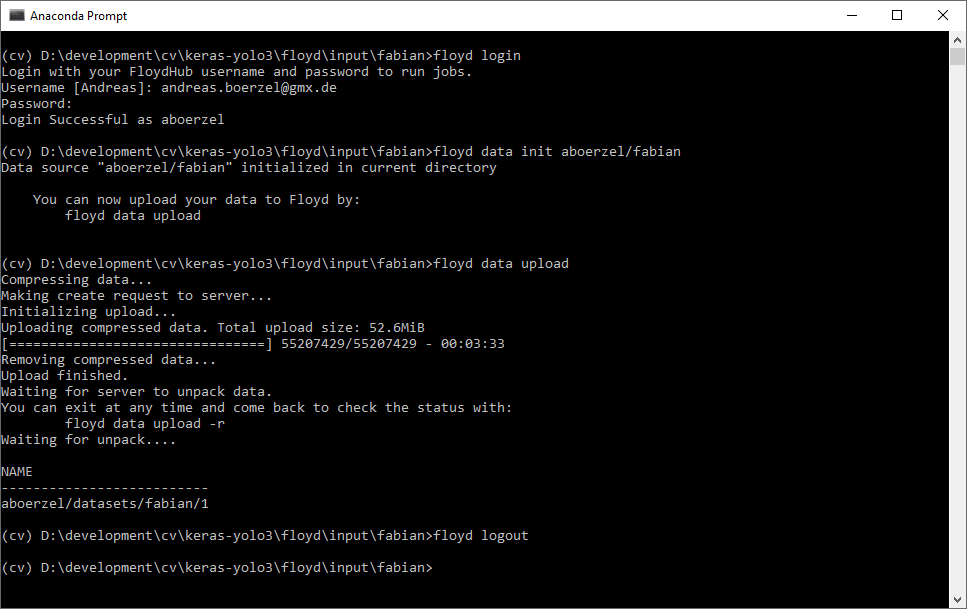 Anaconda Prompt
(cv) D:\development\cv\keras-yolo3\floyd\input\fabian>floyd login
Login with your FloydHub username and password to run jobs.
Username [Andreas]: andreas.boerzel@gmx.de
Password:
Login Successful as aboerzel
(cv) D:\development\cv\keras-yolo3\floyd\input\fabian>floyd data init aboerzel/fabian
Data source "aboerzel/fabian" initialized in current directory
You can now upload your data to Floyd by:
floyd data upload
(cv) D:\development\cv\keras-yolo3\floyd\input\fabian>floyd data upload
Compressing data...
Making create request to server...
Initializing upload...
Uploading compressed data. Total upload size: 52.6MiB
[================================] 55207429/55207429 - 00:03:33
Removing compressed data...
Upload finished.
Waiting for server to unpack data.
You can exit at any time and come back to check the status with:
floyd data upload -r
Waiting for unpack....
NAME
--------------------------
aboerzel/datasets/fabian/1
(cv) D:\development\cv\keras-yolo3\floyd\input\fabian>floyd logout
(cv) D:\development\cv\keras-yolo3\floyd\input\fabian>